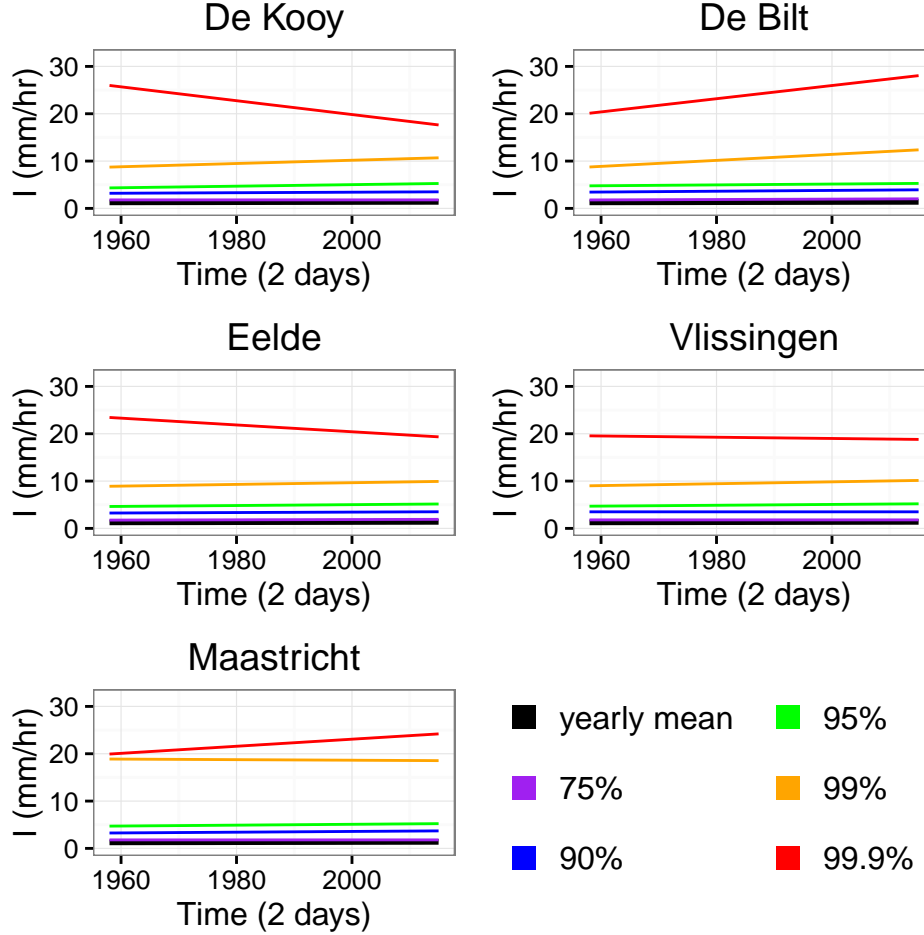 De Kooy
I (mm/hr)
30
20
10
0
1960 1980 2000
Time (2 days)
De Bilt
I (mm/hr)
30
20
10
0
1960 1980 2000
Time (2 days)
Eelde
I (mm/hr)
30
20
10
0
1960 1980 2000
Time (2 days)
Vlissingen
I (mm/hr)
30
20
10
0
1960 1980 2000
Time (2 days)
Maastricht
I (mm/hr)
30
20
10
0
1960 1980 2000
Time (2 days)
yearly mean
75%
90%
95%
99%
99.9%